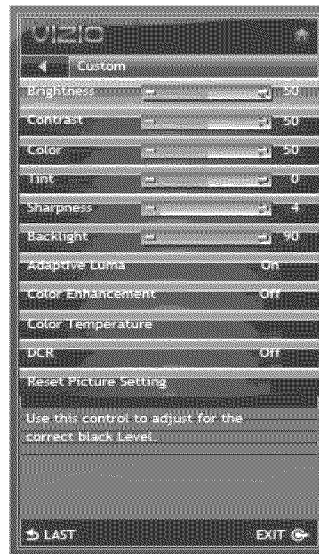 VIZIO
Custom
Brightness 50
Contrast 50
Color 50
Tint 0
Sharpness 4
Backlight 90
Adaptive Luma On
Color Enhancement Off
Color Temperature
DCR Off
Reset Picture Setting
Use this control to adjust for the
correct black Level.
LAST EXIT